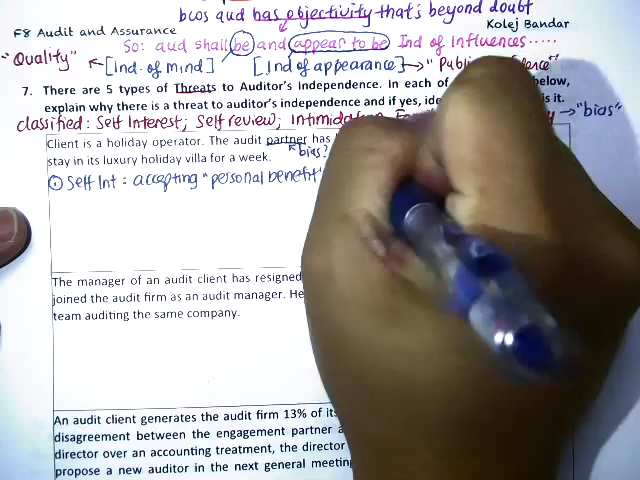 bcos aud has objectivity that's beyond doubt
F8 Audit and Assurance
Kolej Bandar
So: aud shall be and appear to be Ind of Influences.....
"Quality" ← [Ind. of mind] [Ind of appearance] → "Public
7. There are 5 types of Threats to Auditor's Independence. In each of below,
explain why there is a threat to auditor's independence and if yes, is it.
classified: Self Interest; Self review; → "bias"
Client is a holiday operator. The audit partner has
stay in its luxury holiday villa for a week.
bias?
① Self Int: accepting "personal benefit"
The manager of an audit client has resigned
joined the audit firm as an audit manager. He
team auditing the same company.
An audit client generates the audit firm 13% of
disagreement between the engagement partner
director over an accounting treatment, the director
propose a new auditor in the next general meeting